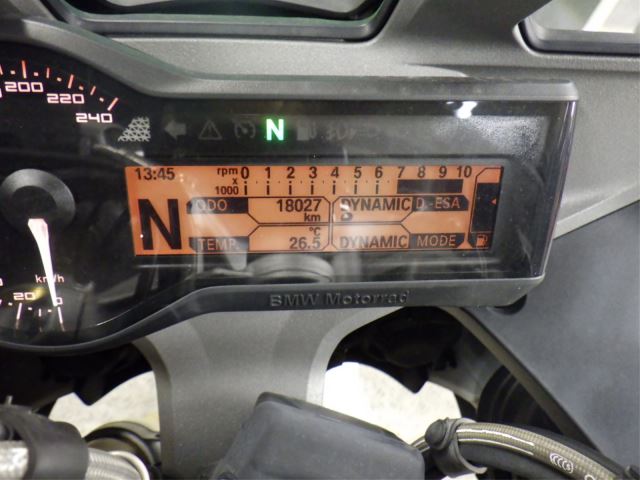 200
220
240
N
13:45 rpm 0 1 2 3 4 5 6 7 8 9 10
x
1000
N
ODO 18027 DYNAMIC D-ESA
km
TEMP. °C 26.5 DYNAMIC MODE
km/h
20 0
BMW Motorrad